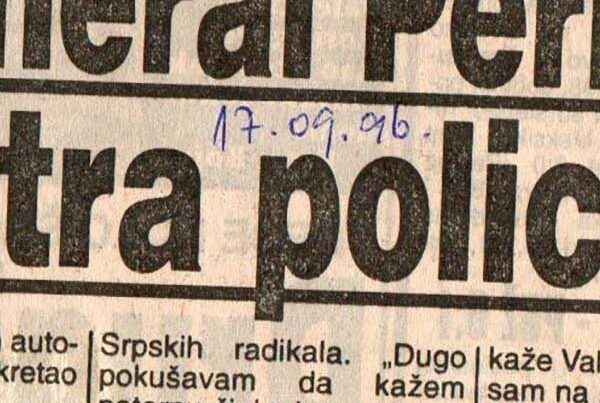 neral Peri
17.09.96.
tra polic
auto-
kretao
Srpskih radikala.
pokušavam da
„Dugo
kažem
kaže Val
sam na